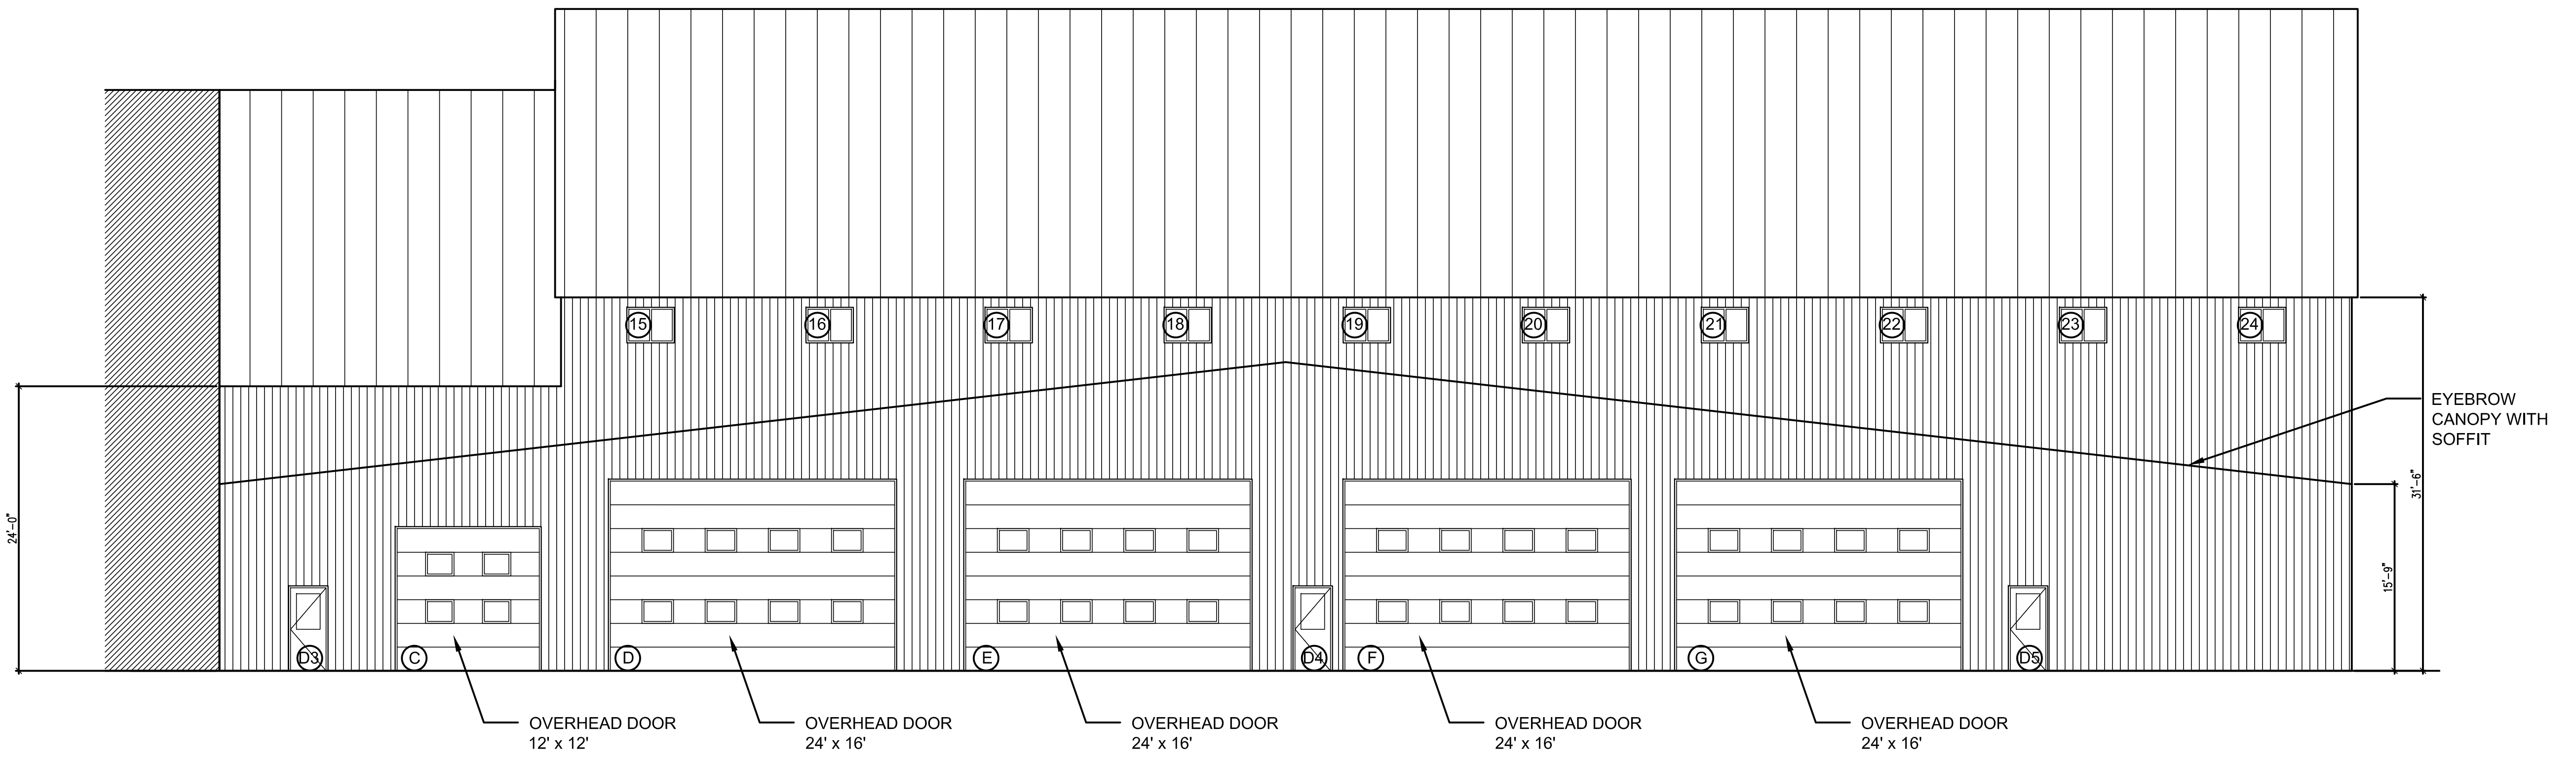 15
16
17
18
19
20
21
22
23
24
EYEBROW
CANOPY WITH
SOFFIT
31'-6"
24'-0"
15'-9"
D3
C
D
E
D4
F
G
D5
OVERHEAD DOOR
12' x 12'
OVERHEAD DOOR
24' x 16'
OVERHEAD DOOR
24' x 16'
OVERHEAD DOOR
24' x 16'
OVERHEAD DOOR
24' x 16'